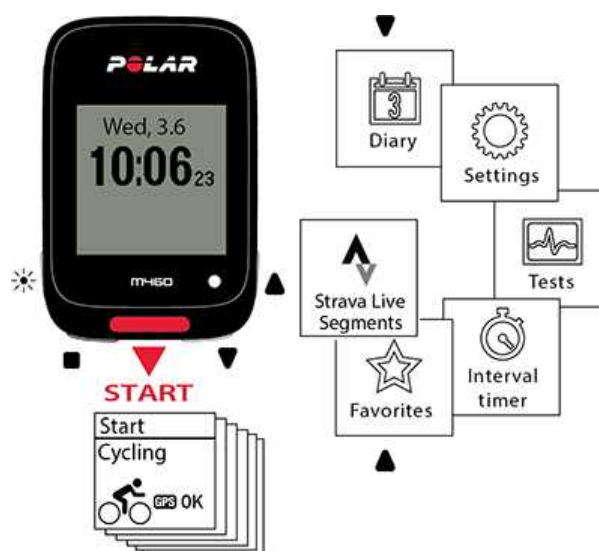 POLAR
Wed, 3.6
10:06 23
M460
START
Start
Cycling
GPS OK
3
Diary
Settings
Tests
Strava Live
Segments
Interval
timer
Favorites